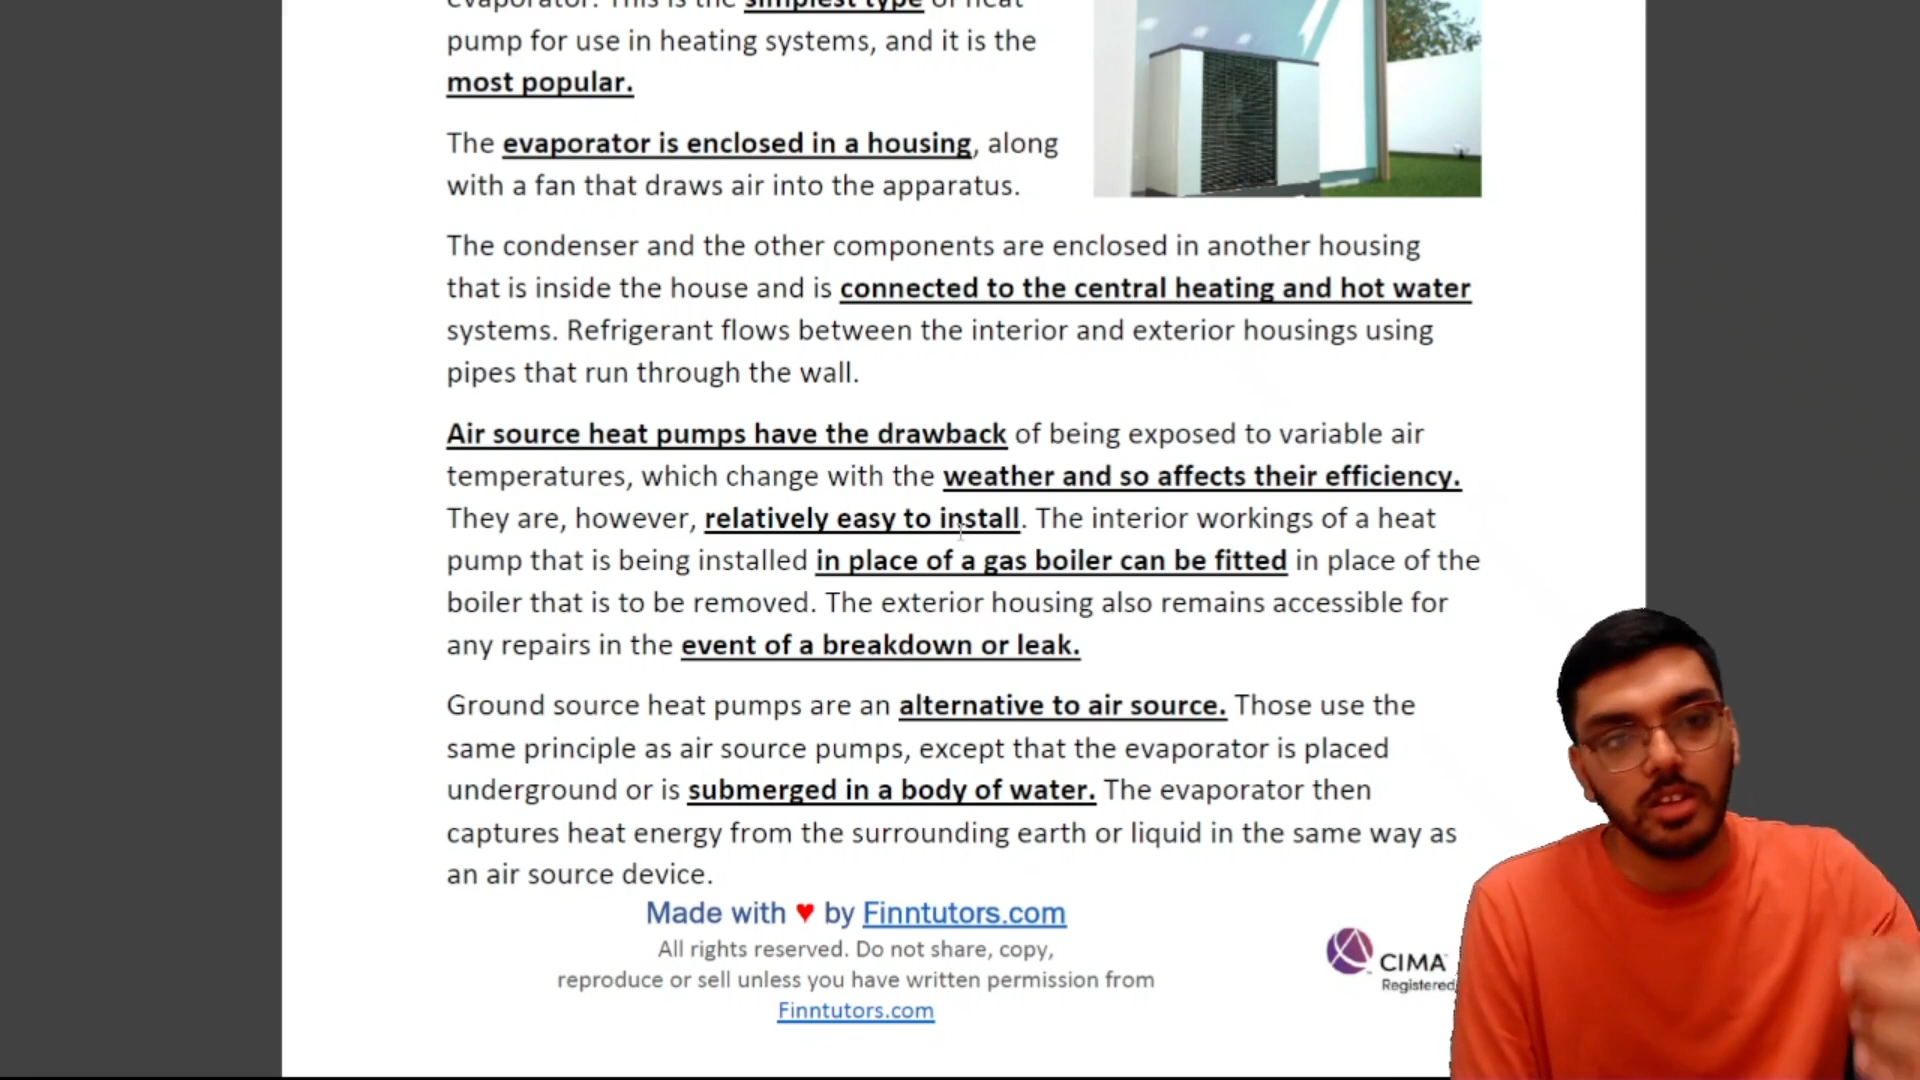 evaporator. This is the simplest type of heat
pump for use in heating systems, and it is the
most popular.
The evaporator is enclosed in a housing, along
with a fan that draws air into the apparatus.
The condenser and the other components are enclosed in another housing
that is inside the house and is connected to the central heating and hot water
systems. Refrigerant flows between the interior and exterior housings using
pipes that run through the wall.
Air source heat pumps have the drawback of being exposed to variable air
temperatures, which change with the weather and so affects their efficiency.
They are, however, relatively easy to install. The interior workings of a heat
pump that is being installed in place of a gas boiler can be fitted in place of the
boiler that is to be removed. The exterior housing also remains accessible for
any repairs in the event of a breakdown or leak.
Ground source heat pumps are an alternative to air source. Those use the
same principle as air source pumps, except that the evaporator is placed
underground or is submerged in a body of water. The evaporator then
captures heat energy from the surrounding earth or liquid in the same way as
an air source device.
Made with ♥ by Finntutors.com
All rights reserved. Do not share, copy,
reproduce or sell unless you have written permission from
Finntutors.com
CIMA
Registered